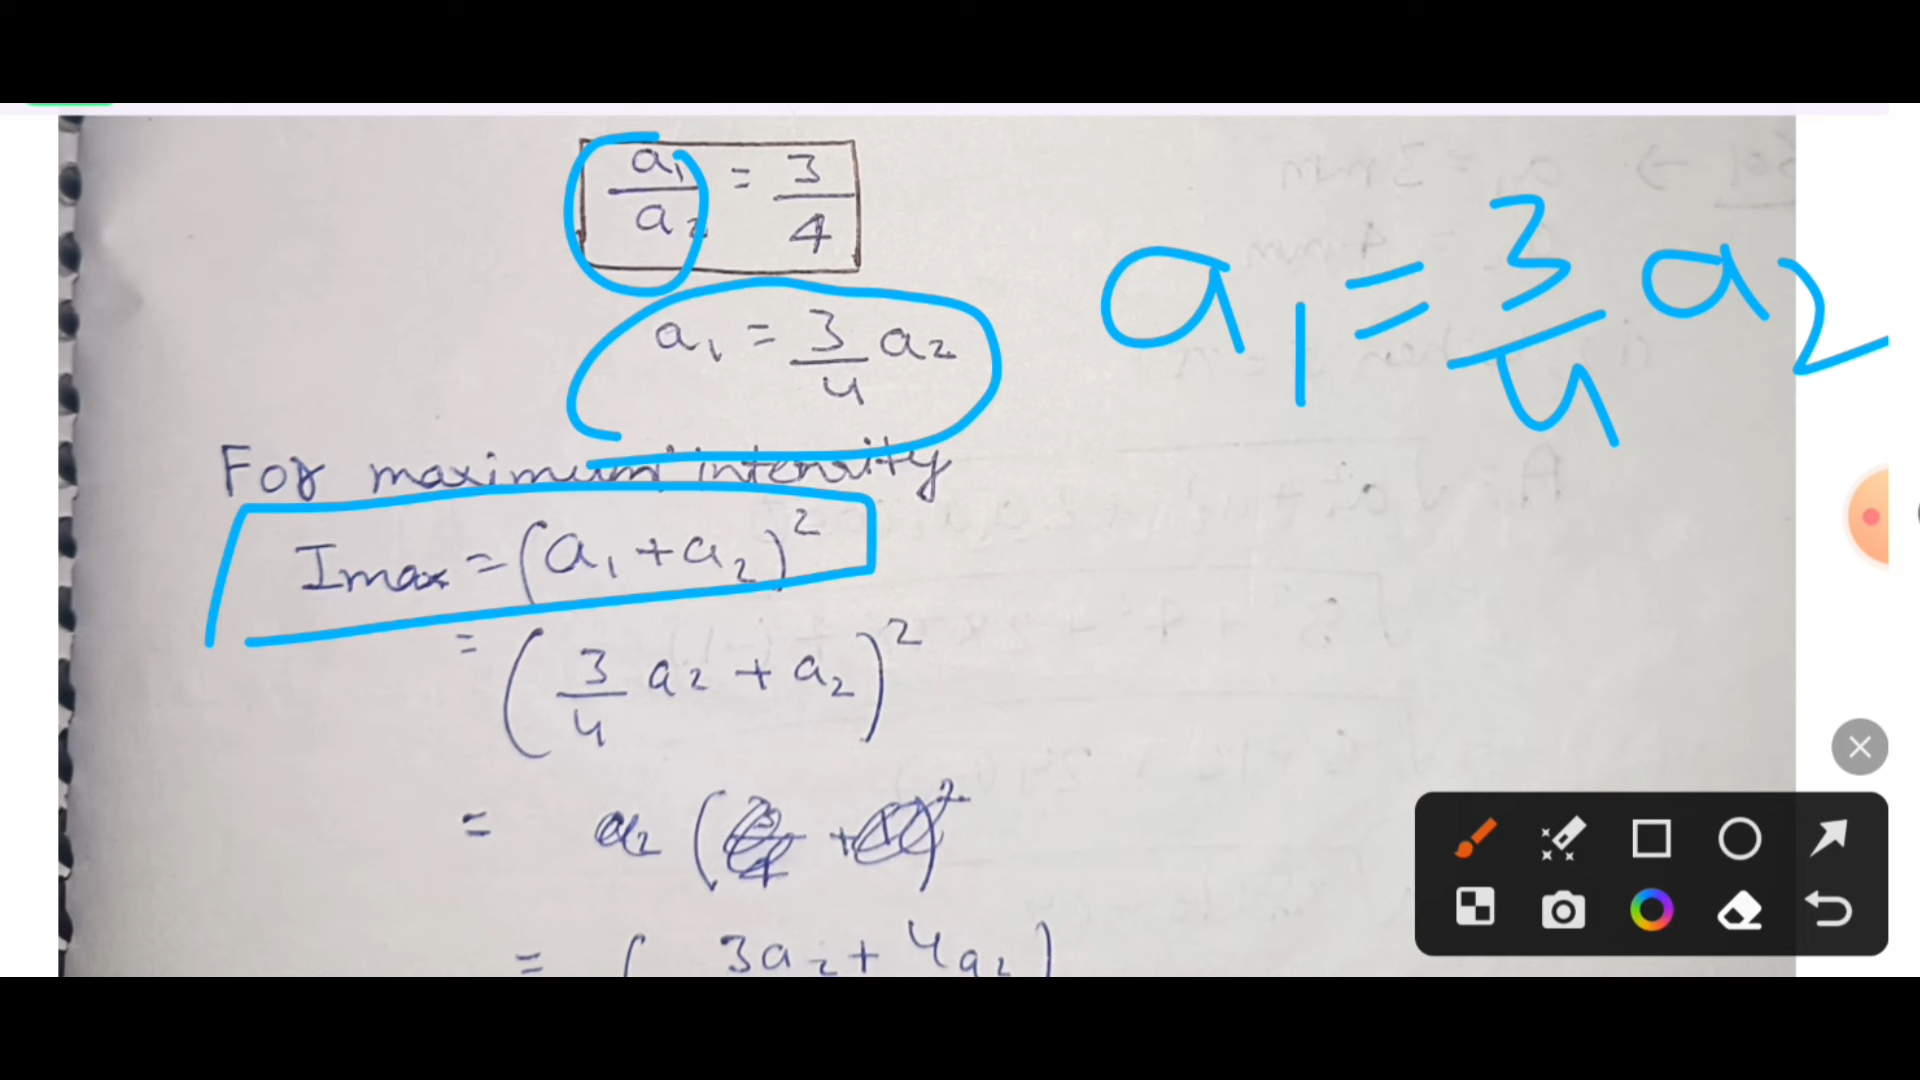 a₁/a₂ = 3/4
a₁ = 3/4 a₂
a₁ = 3/4 a₂
For maximum intensity
Imax = (a₁ + a₂)²
= (3/4 a₂ + a₂)²
= a₂ ( )²
= ( 3a₂ + 4a₂ )